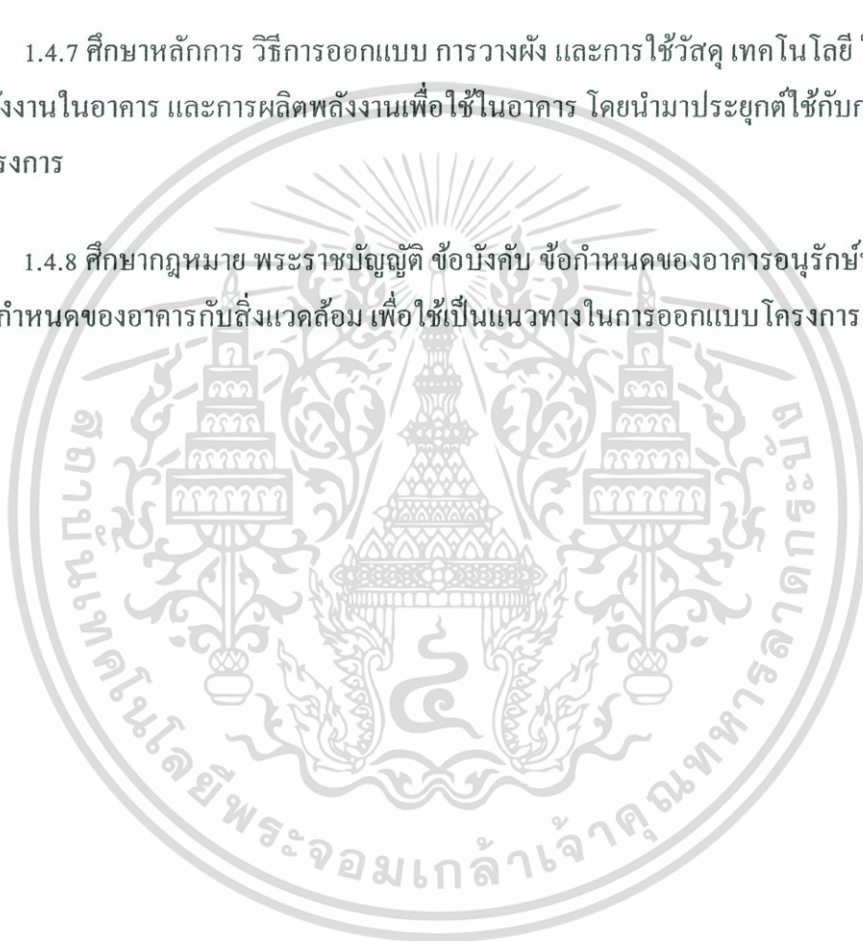 1.4.7 ศึกษาหลักการ วิธีการออกแบบ การวางผัง และการใช้วัสดุ เทคโนโลยี
งงานในอาคาร และการผลิตพลังงานเพื่อใช้ในอาคาร โดยนำมาประยุกต์ใช้กับ
รงการ
1.4.8 ศึกษากฎหมาย พระราชบัญญัติ ข้อบังคับ ข้อกำหนดของอาคารอนุรักษ์
กำหนดของอาคารกับสิ่งแวดล้อม เพื่อใช้เป็นแนวทางในการออกแบบโครงการ
สถาบันเทคโนโลยีพระจอมเกล้าเจ้าคุณทหารลาดกระบัง
๔